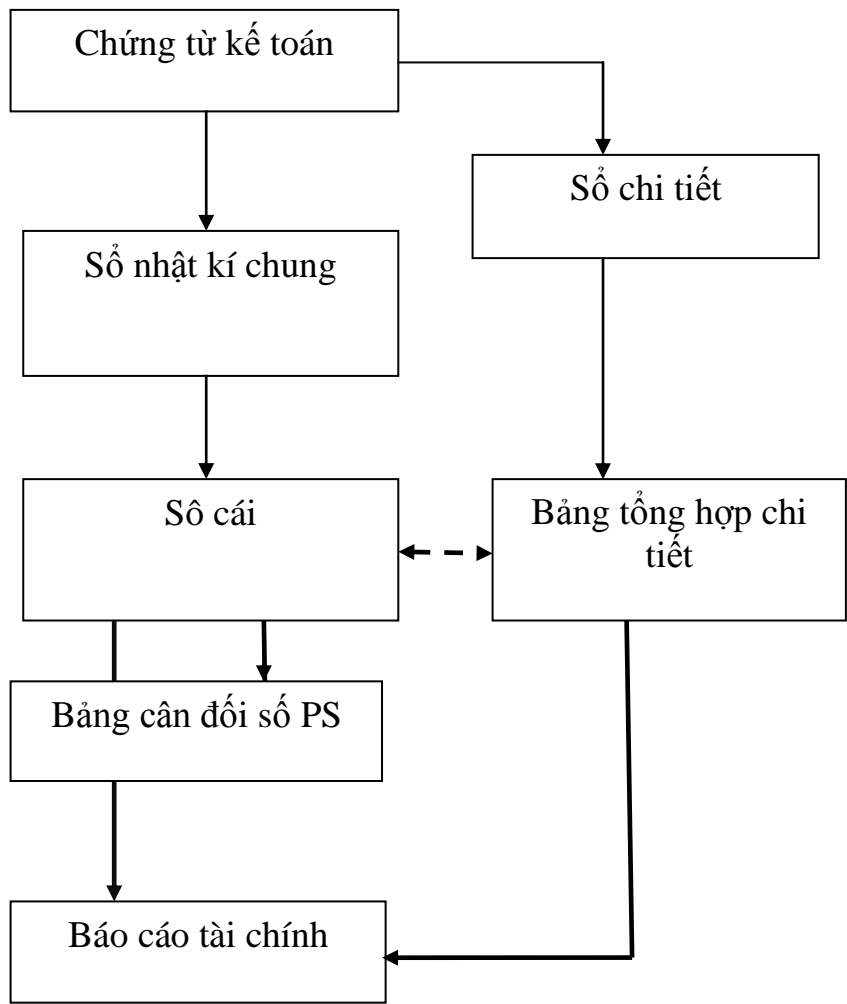 Chứng từ kế toán
Sổ chi tiết
Sổ nhật kí chung
Sô cái
Bảng tổng hợp chi
tiết
Bảng cân đối số PS
Báo cáo tài chính